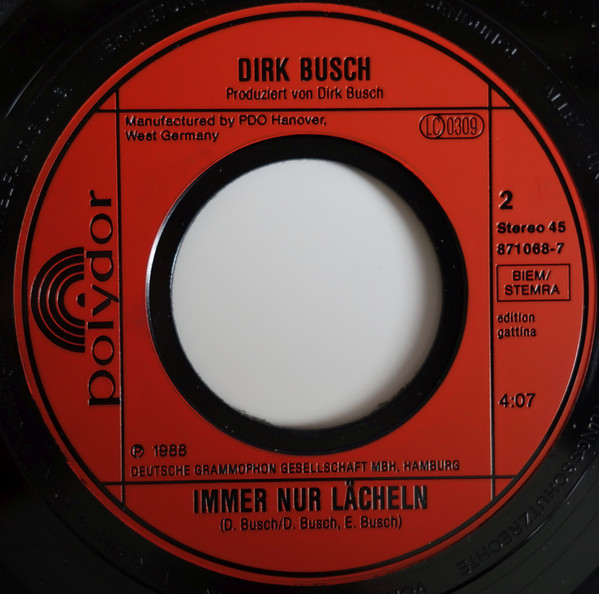 DIRK BUSCH
Produziert von Dirk Busch
Manufactured by PDO Hanover,
West Germany
LC 0309
2
Stereo 45
871068-7
BIEM/
STEMRA
edition
gattina
4:07
polydor
℗ 1988
DEUTSCHE GRAMMOPHON GESELLSCHAFT MBH, HAMBURG
IMMER NUR LÄCHELN
(D. Busch/D. Busch, E. Busch)